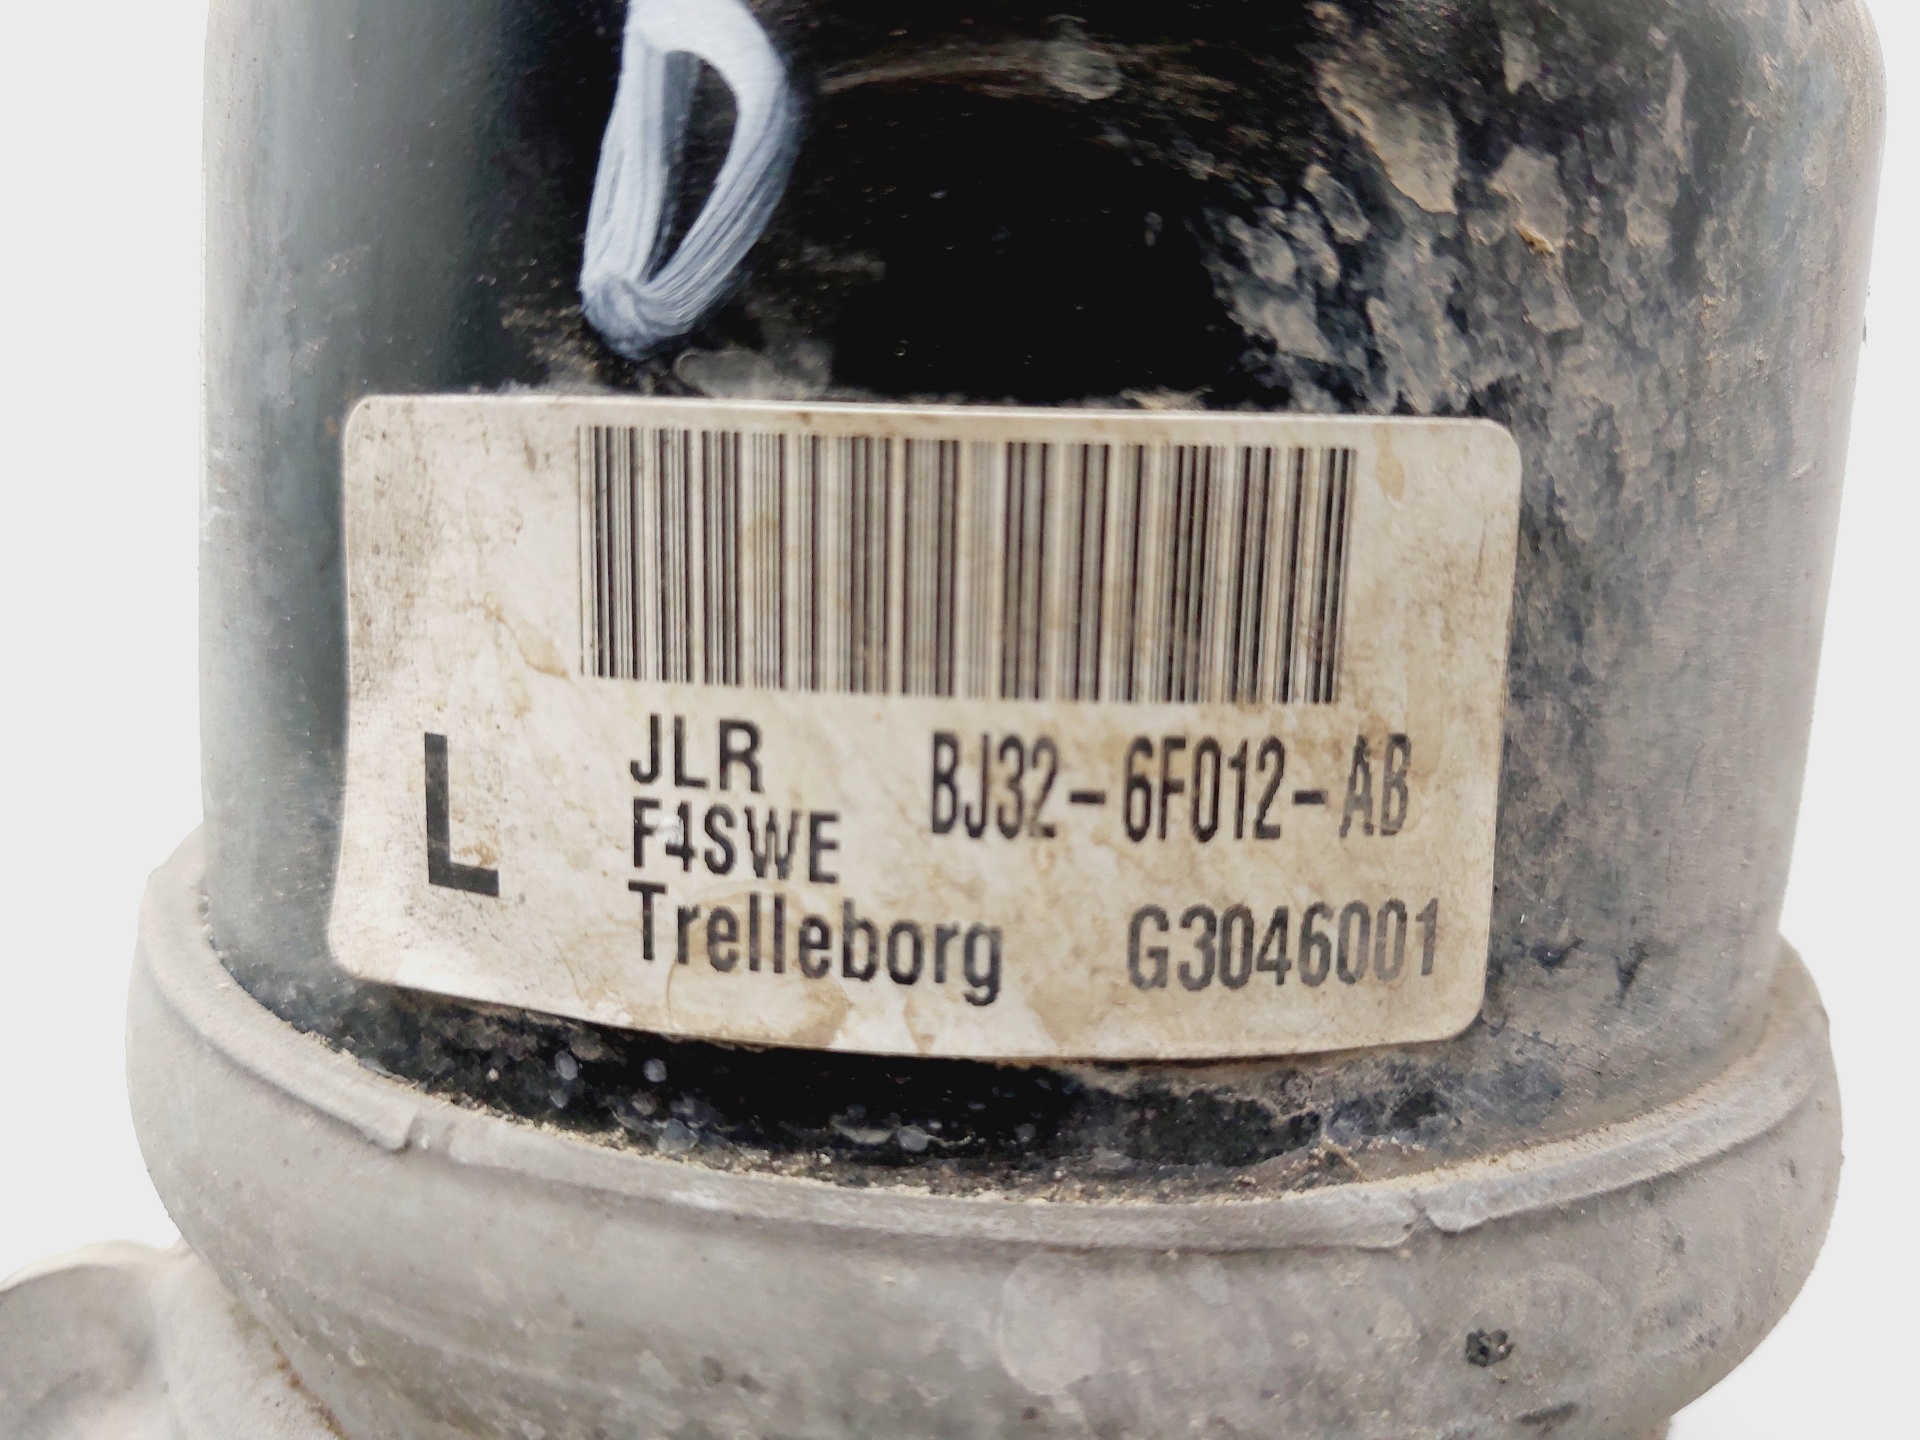 D
L
JLR BJ32-6F012-AB
F4SWE
Trelleborg G3046001